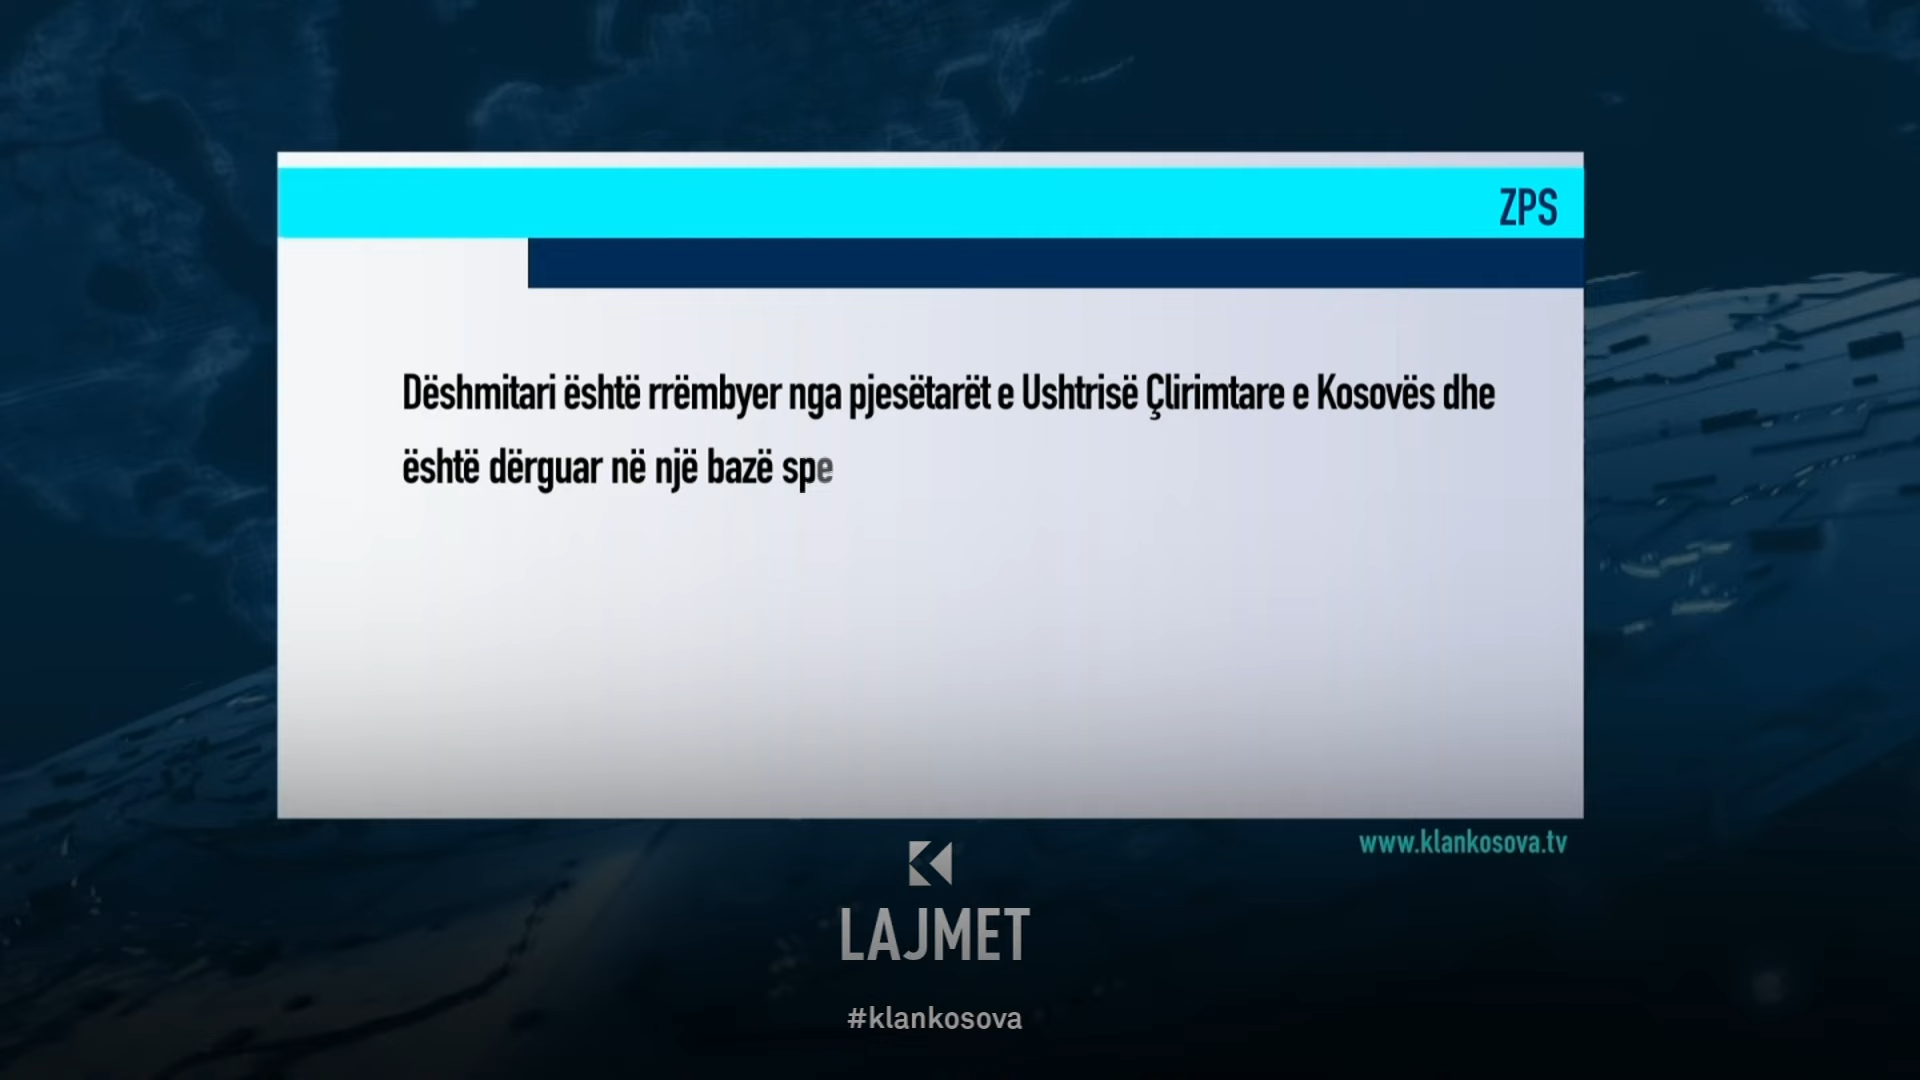 ZPS
Dëshmitari është rrëmbyer nga pjesëtarët e Ushtrisë Çlirimtare e Kosovës dhe
është dërguar në një bazë spe
www.klankosova.tv
LAJMET
#klankosova